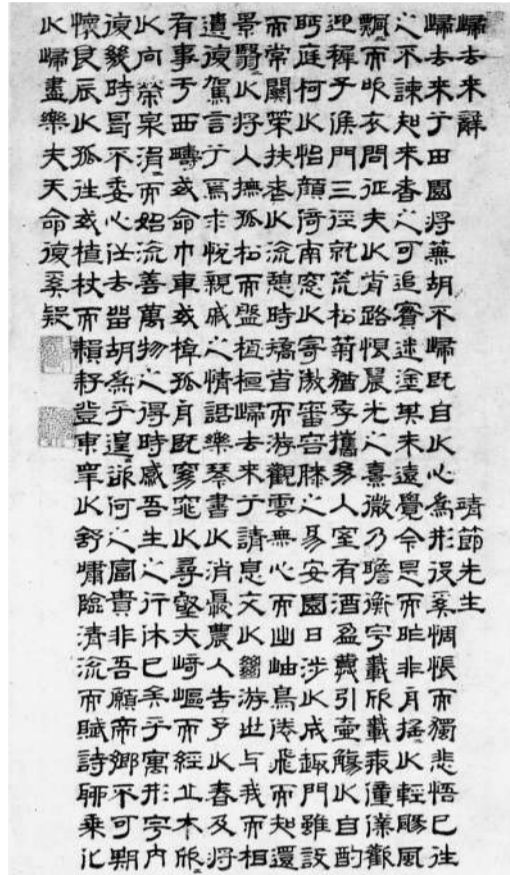 歸去來辭 靖節先生
歸去來兮田園將蕪胡不歸既自以心為形役奚惆悵而獨悲悟已往
之不諫知來者之可追實迷塗其未遠覺今是而昨非舟搖以輕颺風
飄而吹衣問征夫以前路恨晨光之熹微乃瞻衡宇載欣載奔僮僕歡
迎稚子候門三徑就荒松菊猶存攜幼入室有酒盈罇引壺觴以自酌
眄庭柯以怡顏倚南窓以寄傲審容膝之易安園日涉以成趣門雖設
而常關策扶老以流憩時矯首而游觀雲無心而出岫鳥倦飛而知還
景翳以將入撫孤松而盤桓桓歸去來兮請息交以絕游世与我而相
遺復駕言兮焉求悅親戚之情話樂琴書以消憂農人告予以春及將
有事于西疇或命巾車或棹孤舟既窈窕以尋壑亦崎嶇而經丘木欣
以向榮泉涓而始流善萬物之得時感吾生之行休已矣乎寓形宇內
復幾時曷不委心任去留胡為乎遑欲何之富貴非吾願帝鄉不可期
懷良辰以孤往或植杖而耘耔登東皋以舒嘯臨清流而賦詩聊乘化
以歸盡樂夫天命復奚疑